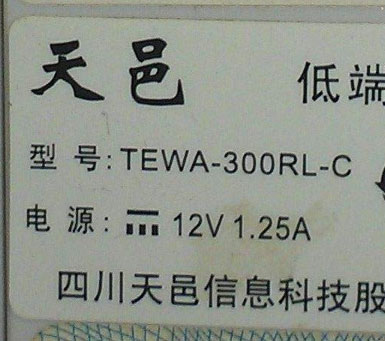 天邑 低端
型 号: TEWA-300RL-C
电 源: ⎓ 12V 1.25A
四川天邑信息科技股